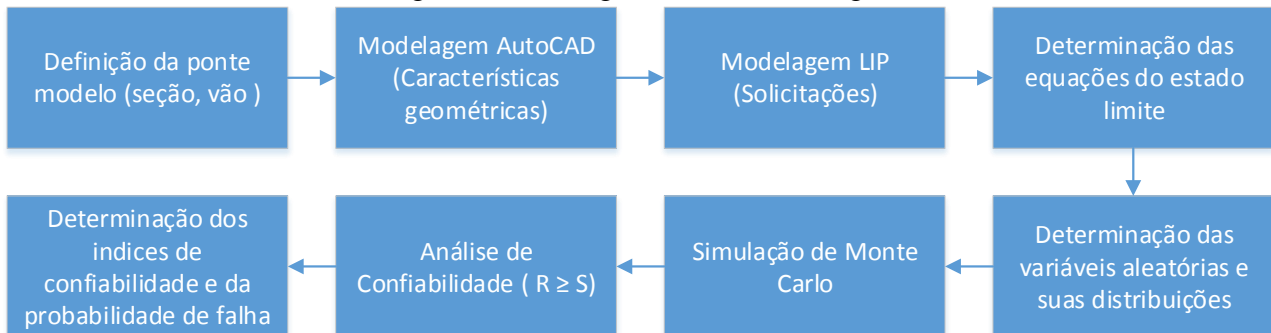 Definição da ponte
modelo (seção, vão )
Modelagem AutoCAD
(Características
geométricas)
Modelagem LIP
(Solicitações)
Determinação das
equações do estado
limite
Determinação das
variáveis aleatórias e
suas distribuições
Simulação de Monte
Carlo
Análise de
Confiabilidade ( R ≥ S)
Determinação dos
indices de
confiabilidade e da
probabilidade de falha